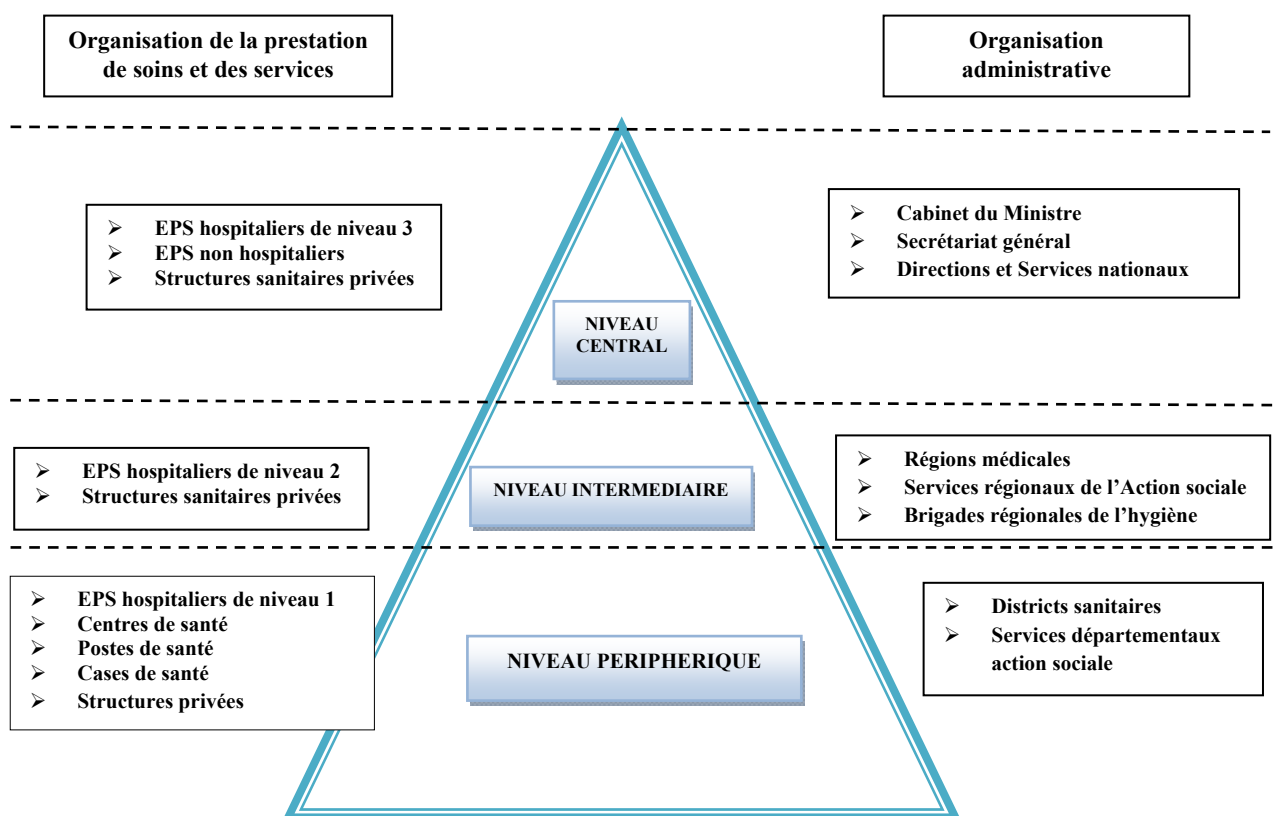 Organisation de la prestation
de soins et des services
Organisation
administrative
➢ EPS hospitaliers de niveau 3
➢ EPS non hospitaliers
➢ Structures sanitaires privées
NIVEAU
CENTRAL
➢ Cabinet du Ministre
➢ Secrétariat général
➢ Directions et Services nationaux
➢ EPS hospitaliers de niveau 2
➢ Structures sanitaires privées
NIVEAU INTERMEDIAIRE
➢ Régions médicales
➢ Services régionaux de l’Action sociale
➢ Brigades régionales de l’hygiène
➢ EPS hospitaliers de niveau 1
➢ Centres de santé
➢ Postes de santé
➢ Cases de santé
➢ Structures privées
NIVEAU PERIPHERIQUE
➢ Districts sanitaires
➢ Services départementaux
action sociale